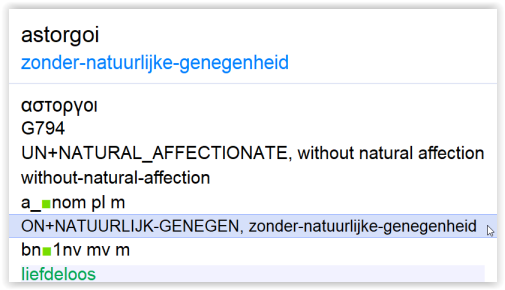 astorgoi
zonder-natuurlijke-genegenheid
αστοργοι
G794
UN+NATURAL_AFFECTIONATE, without natural affection
without-natural-affection
a_■nom pl m
ON+NATUURLIJK-GENEGEN, zonder-natuurlijke-genegenheid
bn■1nv mv m
liefdeloos